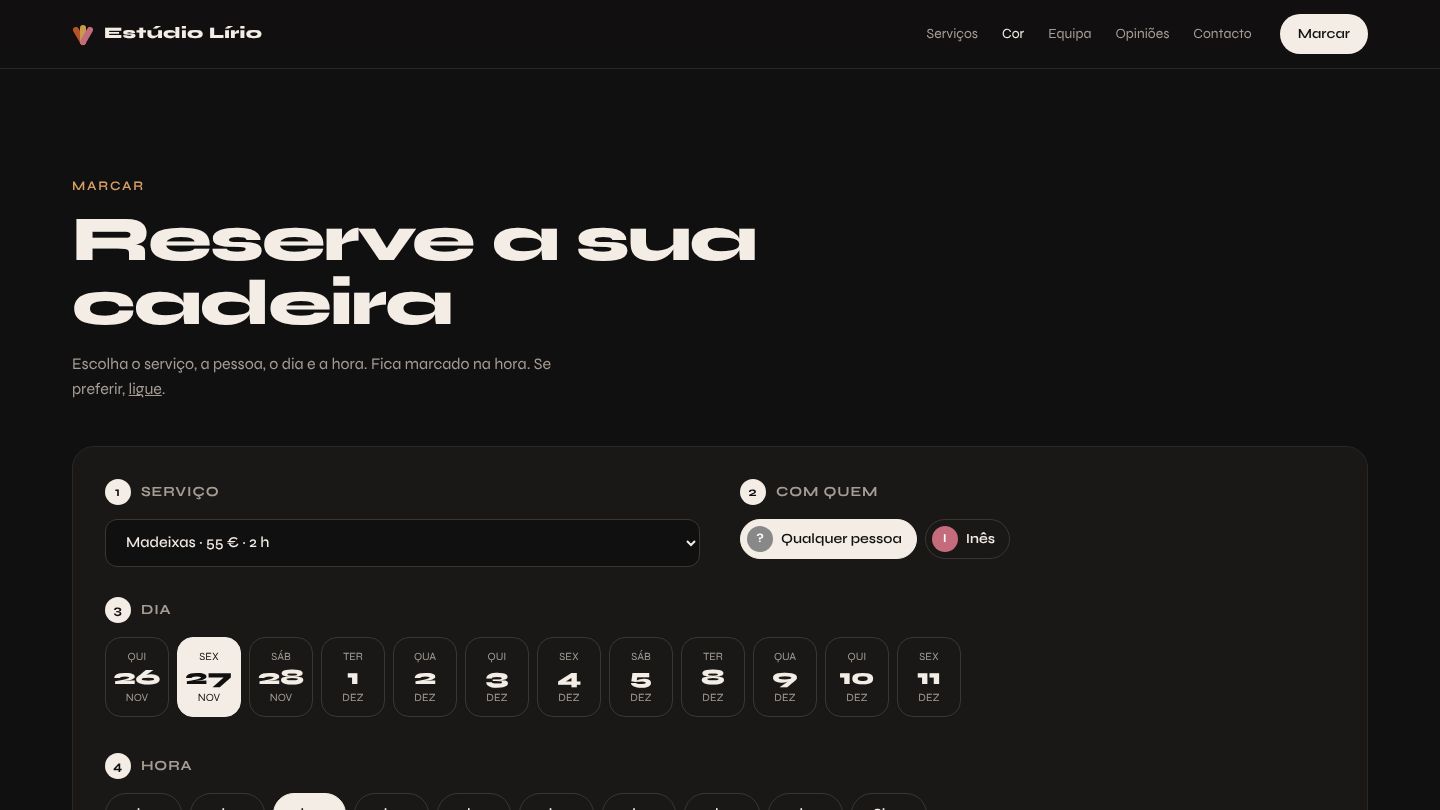 Estúdio Lírio
Serviços Cor Equipa Opiniões Contacto Marcar
MARCAR
Reserve a sua
cadeira
Escolha o serviço, a pessoa, o dia e a hora. Fica marcado na hora. Se
preferir, ligue.
1 SERVIÇO
Madeixas · 55 € · 2 h
2 COM QUEM
? Qualquer pessoa I Inês
3 DIA
QUI SEX SÁB TER QUA QUI SEX SÁB TER QUA QUI SEX
26 27 28 1 2 3 4 5 8 9 10 11
NOV NOV NOV DEZ DEZ DEZ DEZ DEZ DEZ DEZ DEZ DEZ
4 HORA